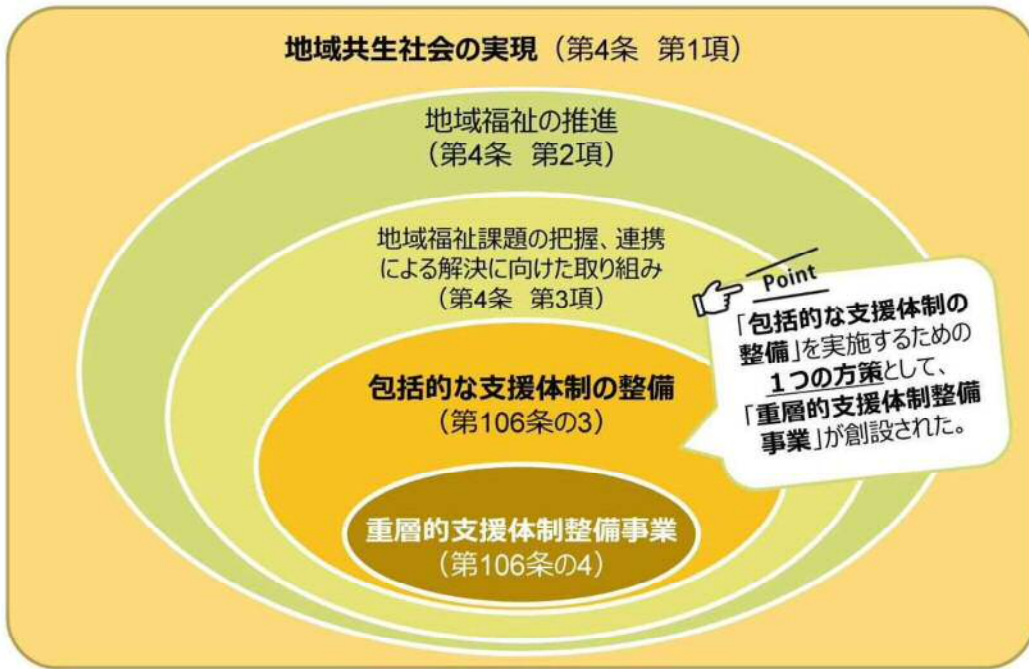 地域共生社会の実現（第4条 第1項）
地域福祉の推進
（第4条 第2項）
地域福祉課題の把握、連携
による解決に向けた取り組み
（第4条 第3項）
包括的な支援体制の整備
（第106条の3）
重層的支援体制整備事業
（第106条の4）
Point
「包括的な支援体制の
整備」を実施するための
１つの方策として、
「重層的支援体制整備
事業」が創設された。